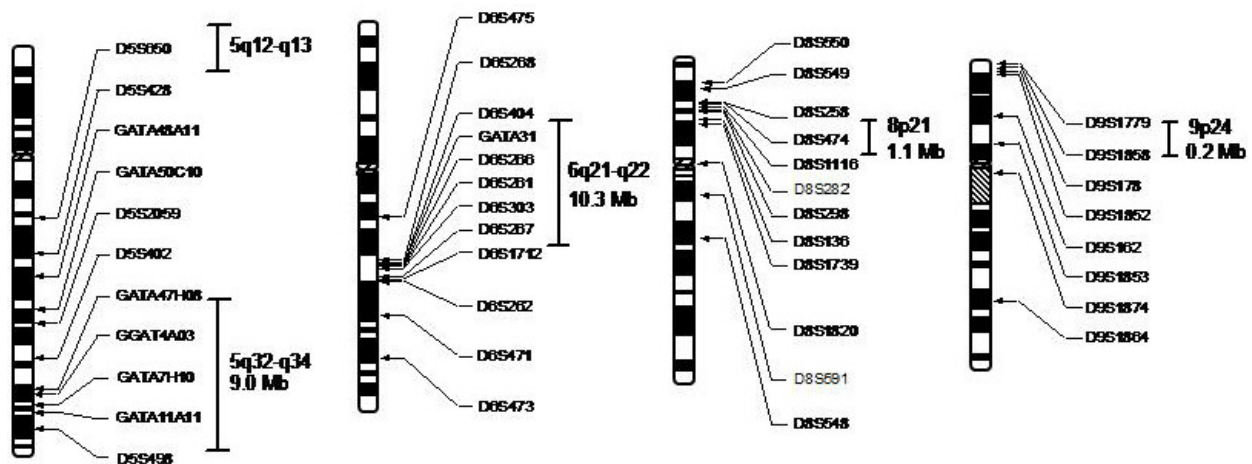 D5S650
5q12-q13
D5S428
GATA48A11
GATA50C10
D5S2059
D5S402
GATA47H08
GGAT4A03
5q32-q34
9.0 Mb
GATA7H10
GATA11A11
D5S498
D6S475
D6S268
D6S404
GATA31
D6S266
D6S261
6q21-q22
10.3 Mb
D6S303
D6S267
D6S1712
D6S262
D6S471
D6S473
D8S550
D8S549
D8S258
8p21
1.1 Mb
D8S474
D8S1116
D8S282
D8S298
D8S136
D8S1739
D8S1820
D8S591
D8S548
D9S1779
9p24
0.2 Mb
D9S1858
D9S178
D9S1852
D9S162
D9S1853
D9S1874
D9S1864